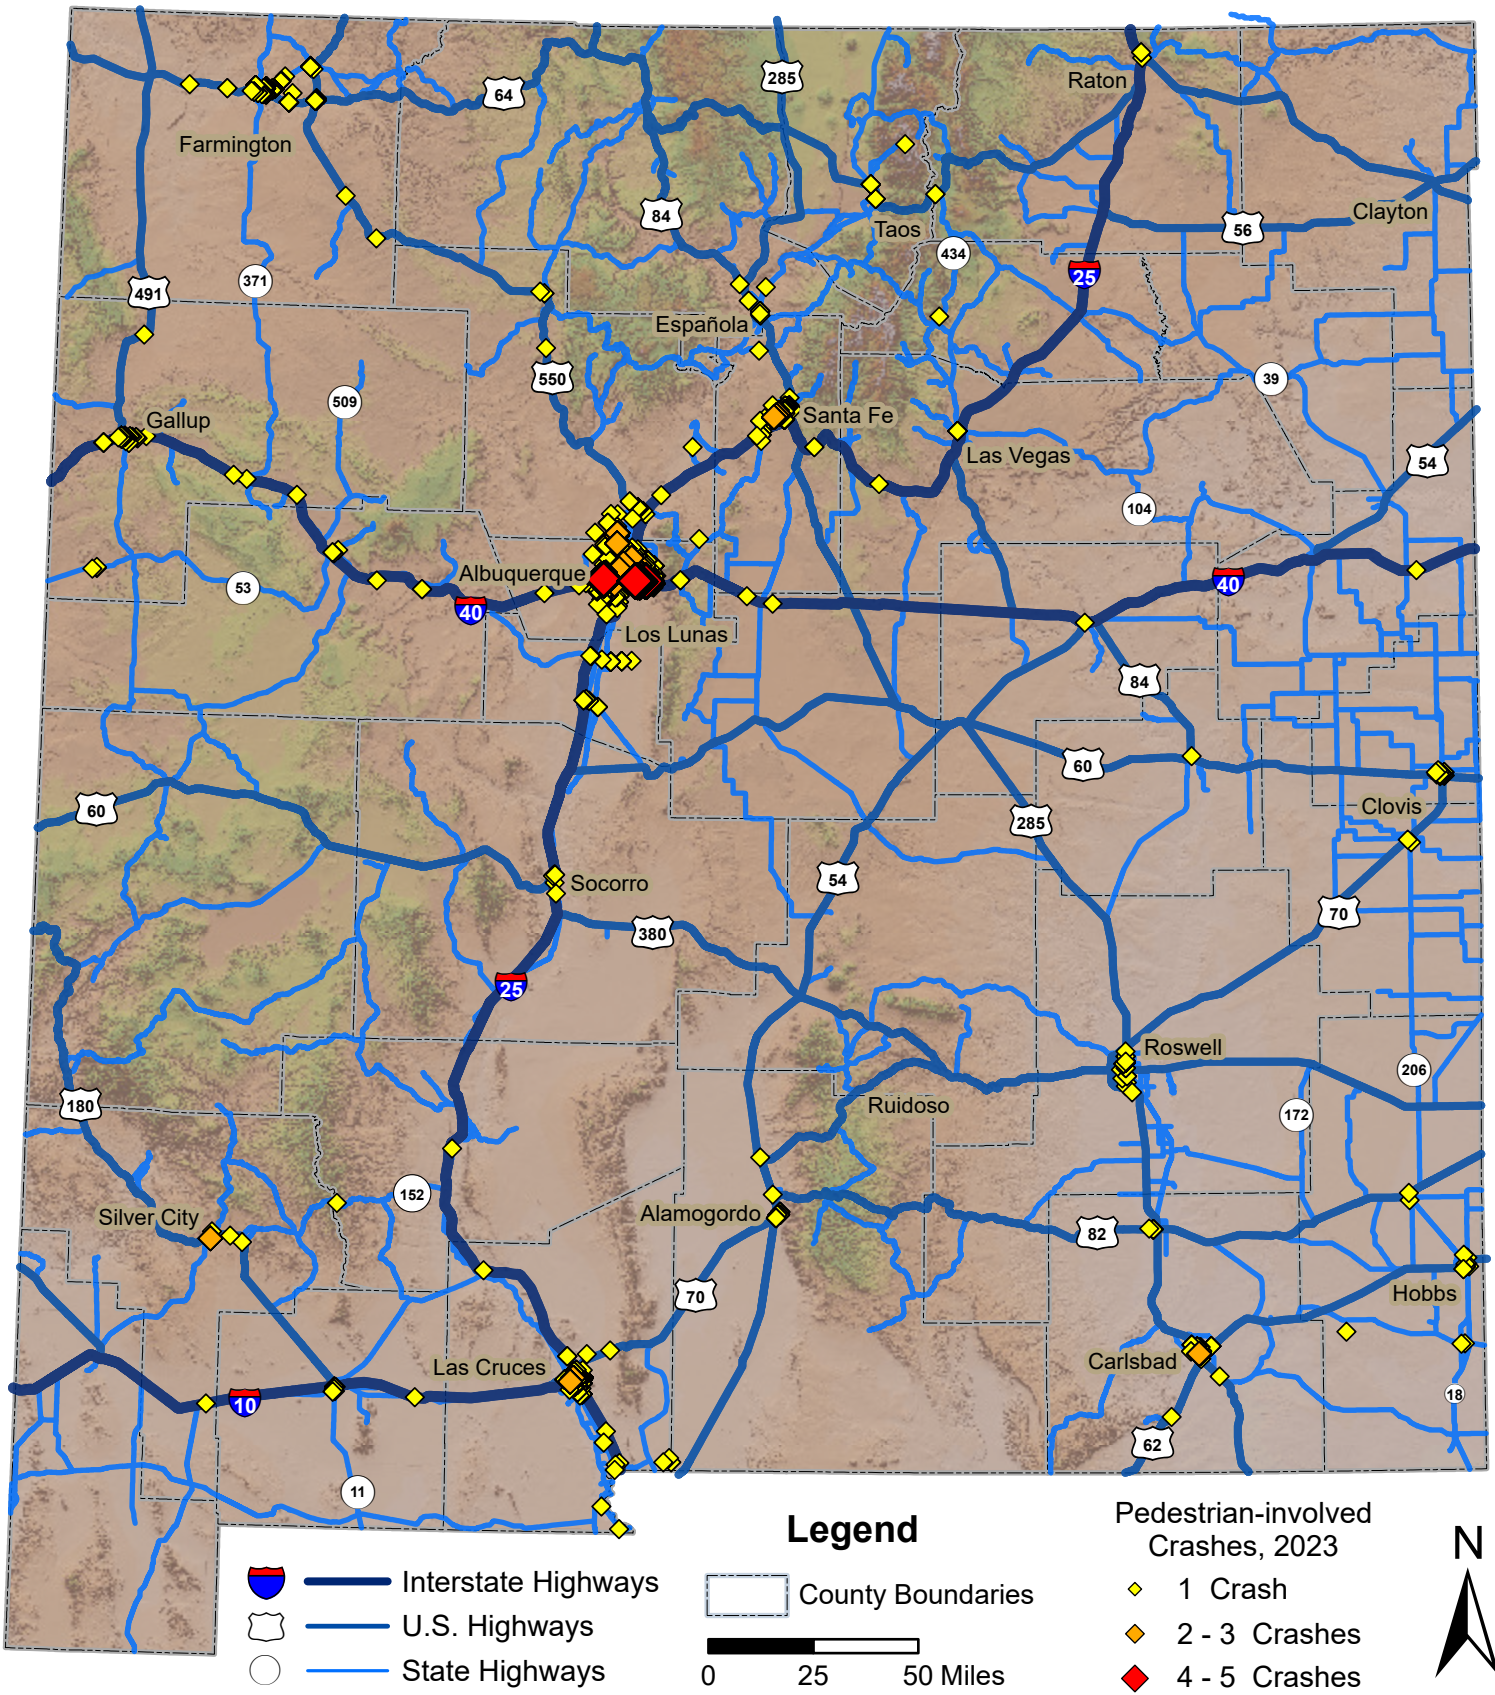 Raton
285
64
Farmington
84
Taos
Clayton
56
434
371
25
491
Española
550
39
509
Gallup
Santa Fe
Las Vegas
54
104
Albuquerque
53
40
40
Los Lunas
84
60
60
Clovis
285
54
Socorro
70
380
25
Roswell
206
180
Ruidoso
172
152
Silver City
Alamogordo
82
70
Hobbs
Las Cruces
Carlsbad
10
18
62
11
Legend
Interstate Highways
U.S. Highways
State Highways
County Boundaries
0 25 50 Miles
Pedestrian-involved
Crashes, 2023
1 Crash
2 - 3 Crashes
4 - 5 Crashes
N